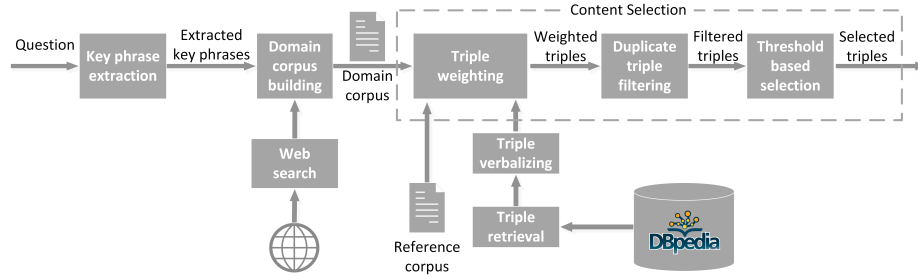 Content Selection
Question
Key phrase
extraction
Extracted
key phrases
Domain
corpus
building
Domain
corpus
Triple
weighting
Weighted
triples
Duplicate
triple
filtering
Filtered
triples
Threshold
based
selection
Selected
triples
Web
search
Triple
verbalizing
Reference
corpus
Triple
retrieval
DBpedia